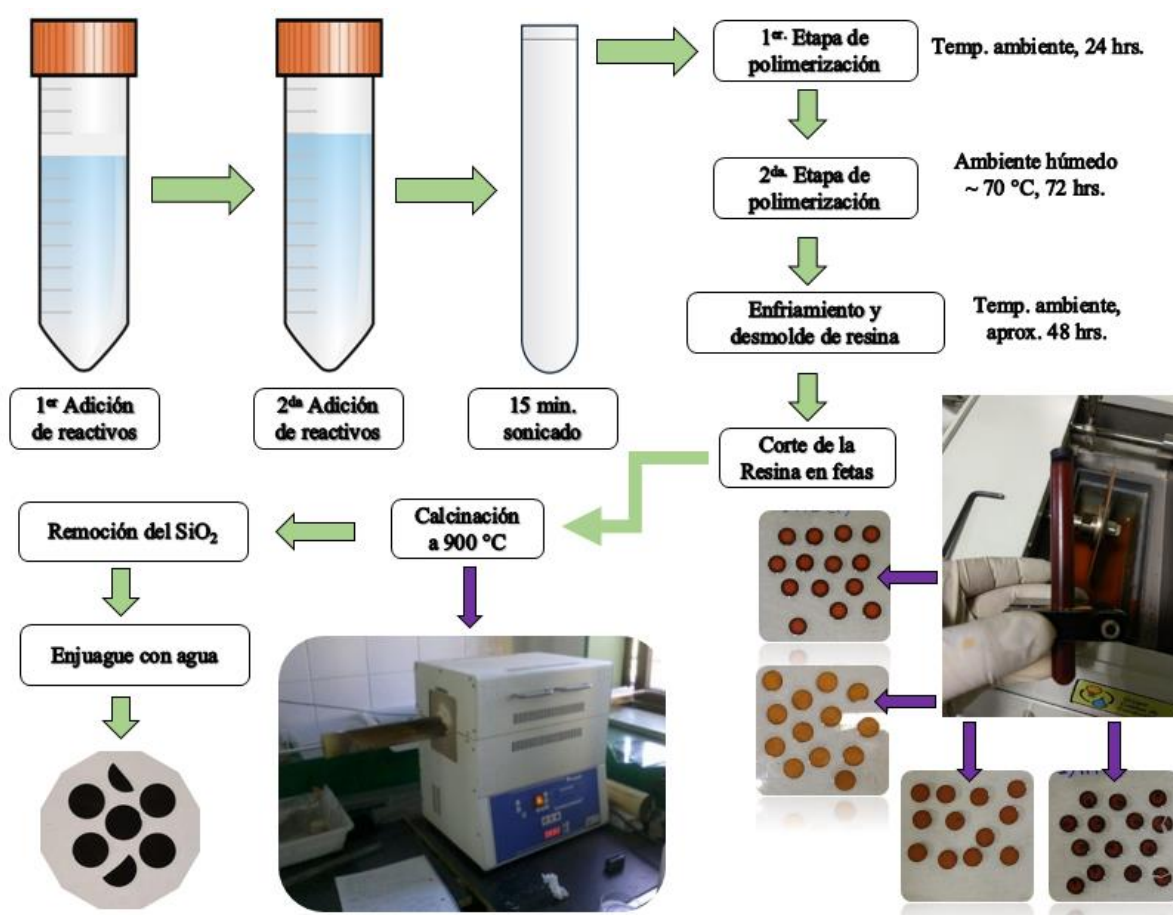 1er. Etapa de
polimerización
Temp. ambiente, 24 hrs.
2da. Etapa de
polimerización
Ambiente húmedo
~ 70 °C, 72 hrs.
Enfriamiento y
desmolde de resina
Temp. ambiente,
aprox. 48 hrs.
1er Adición
de reactivos
2da Adición
de reactivos
15 min.
sonicado
Corte de la
Resina en fetas
Calcinación
a 900 °C
Remoción del SiO2
Enjuague con agua